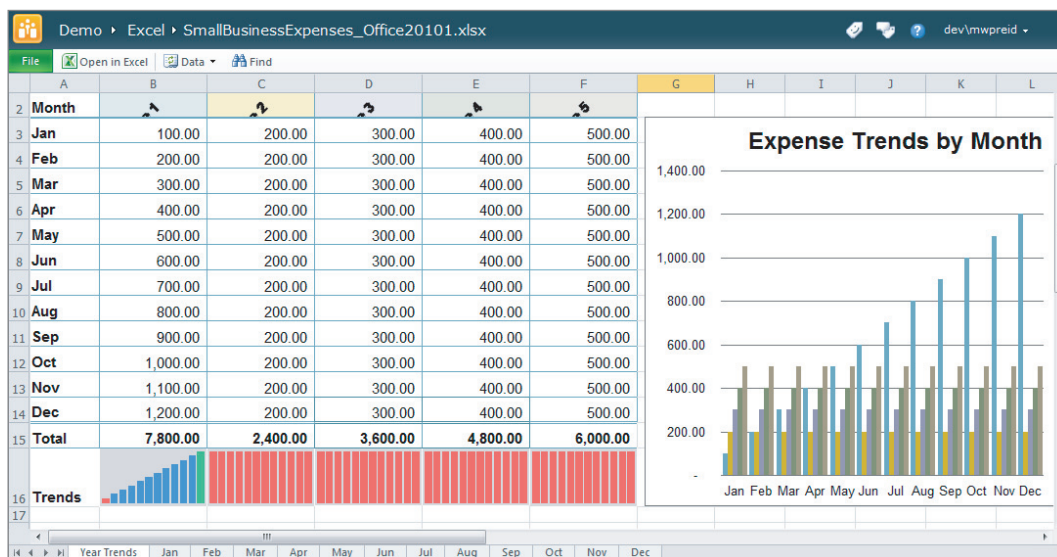 Demo ▸ Excel ▸ SmallBusinessExpenses_Office20101.xlsx dev\mwpreid
File Open in Excel Data Find
A B C D E F G H I J K L
2 Month 1 2 3 4 5
3 Jan 100.00 200.00 300.00 400.00 500.00
4 Feb 200.00 200.00 300.00 400.00 500.00
5 Mar 300.00 200.00 300.00 400.00 500.00
6 Apr 400.00 200.00 300.00 400.00 500.00
7 May 500.00 200.00 300.00 400.00 500.00
8 Jun 600.00 200.00 300.00 400.00 500.00
9 Jul 700.00 200.00 300.00 400.00 500.00
10 Aug 800.00 200.00 300.00 400.00 500.00
11 Sep 900.00 200.00 300.00 400.00 500.00
12 Oct 1,000.00 200.00 300.00 400.00 500.00
13 Nov 1,100.00 200.00 300.00 400.00 500.00
14 Dec 1,200.00 200.00 300.00 400.00 500.00
15 Total 7,800.00 2,400.00 3,600.00 4,800.00 6,000.00
16 Trends
17
Expense Trends by Month
1,400.00
1,200.00
1,000.00
800.00
600.00
400.00
200.00
-
Jan Feb Mar Apr May Jun Jul Aug Sep Oct Nov Dec
Year Trends Jan Feb Mar Apr May Jun Jul Aug Sep Oct Nov Dec